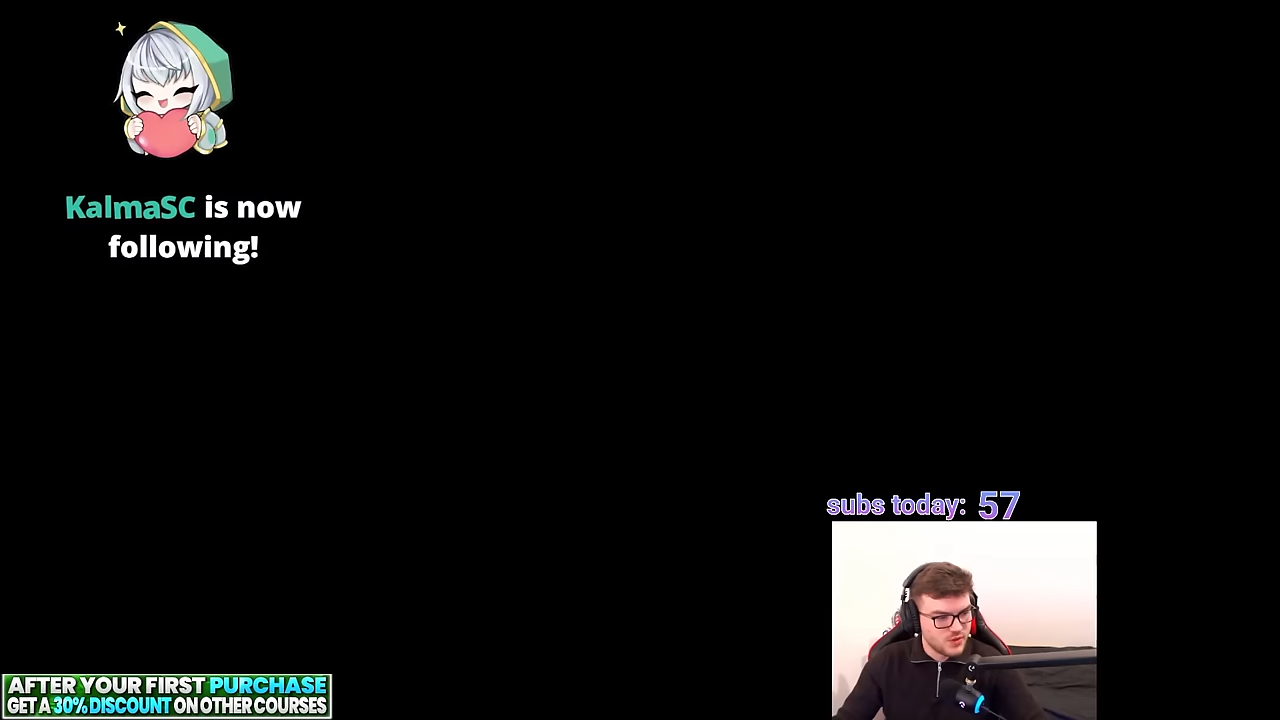 KalmaSC is now
following!
subs today: 57
AFTER YOUR FIRST PURCHASE
GET A 30% DISCOUNT ON OTHER COURSES